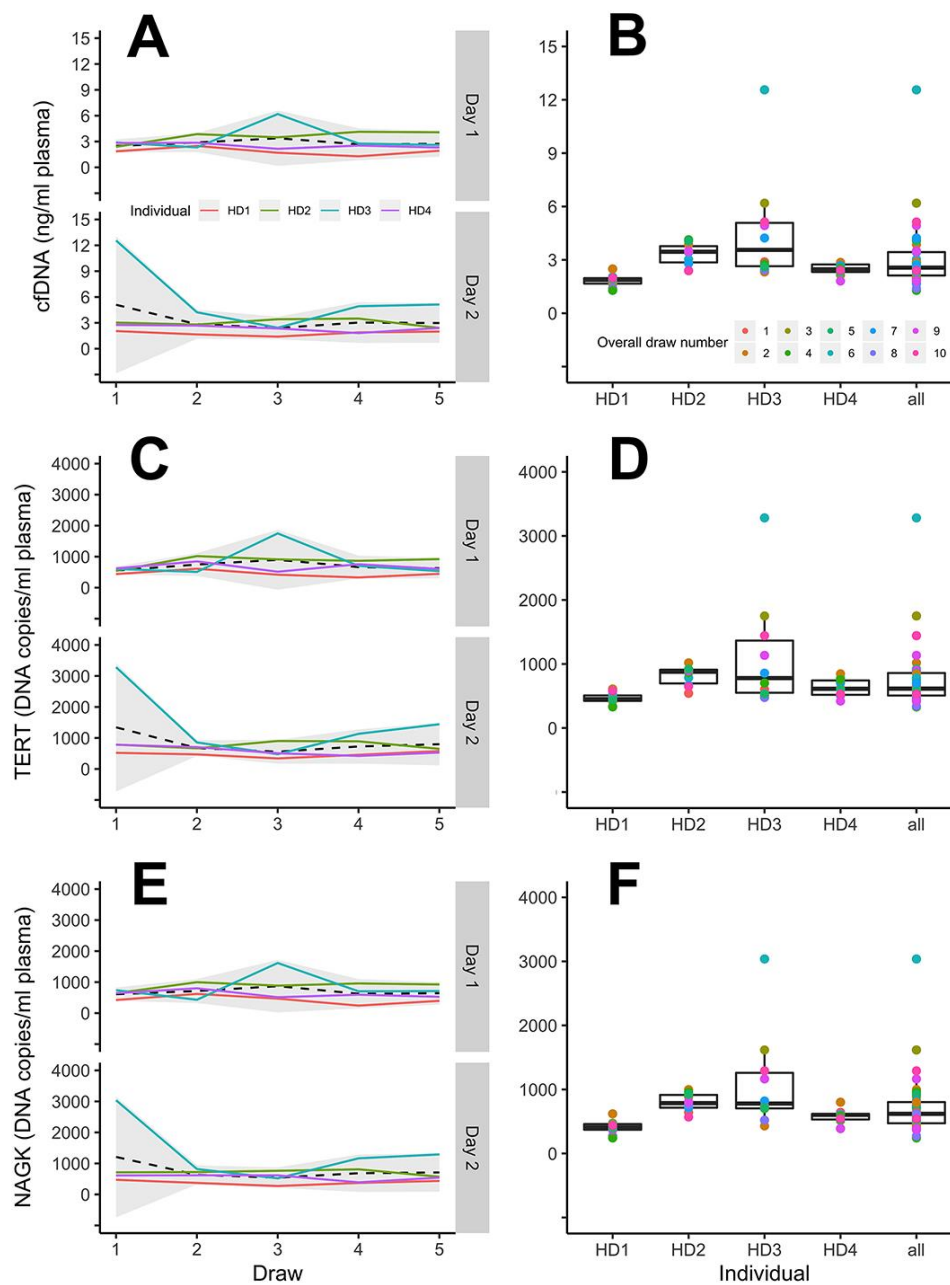 A
cfDNA (ng/ml plasma)
15
12
9
6
3
0
Day 1
Individual HD1 HD2 HD3 HD4
15
12
9
6
3
0
Day 2
1 2 3 4 5
B
15
12
9
6
3
0
Overall draw number
1 3 5 7 9
2 4 6 8 10
HD1 HD2 HD3 HD4 all
C
TERT (DNA copies/ml plasma)
4000
3000
2000
1000
0
Day 1
4000
3000
2000
1000
0
Day 2
1 2 3 4 5
D
4000
3000
2000
1000
0
HD1 HD2 HD3 HD4 all
E
NAGK (DNA copies/ml plasma)
4000
3000
2000
1000
0
Day 1
4000
3000
2000
1000
0
Day 2
1 2 3 4 5
Draw
F
4000
3000
2000
1000
0
HD1 HD2 HD3 HD4 all
Individual